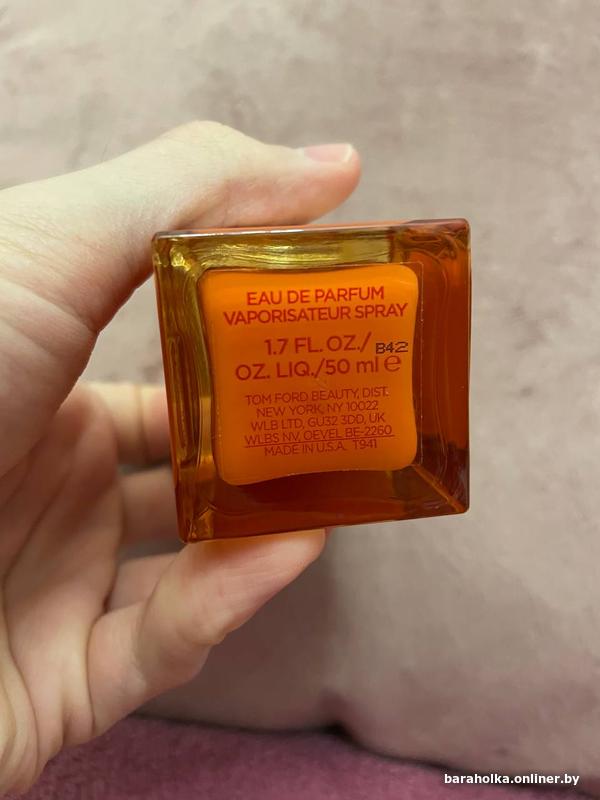 EAU DE PARFUM
VAPORISATEUR SPRAY
1.7 FL. OZ./
B42
OZ. LIQ./50 ml e
TOM FORD BEAUTY, DIST.
NEW YORK, NY 10022
WLB LTD, GU32 3DD, UK
WLBS NV, OEVEL BE-2260
MADE IN U.S.A. T941
baraholka.onliner.by